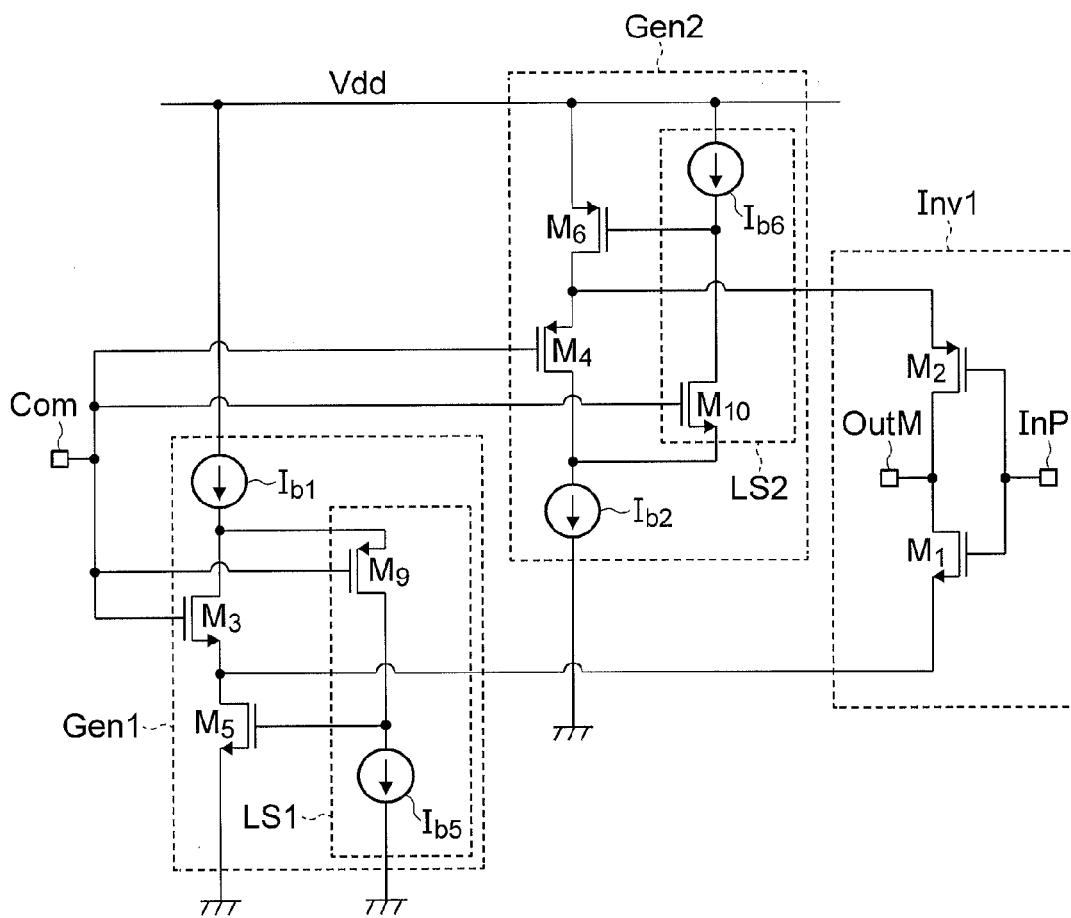 Gen2
Vdd
Inv1
M6
Ib6
M4
M2
Com
M10
OutM
InP
LS2
Ib1
Ib2
M9
M1
M3
Gen1
M5
LS1
Ib5